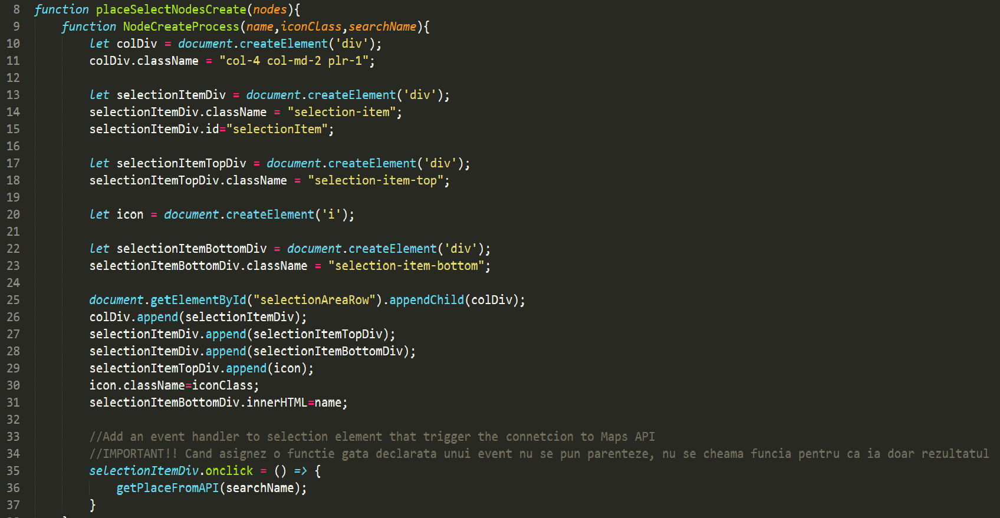 8 function placeSelectNodesCreate(nodes){
9 function NodeCreateProcess(name,iconClass,searchName){
10 let colDiv = document.createElement('div');
11 colDiv.className = "col-4 col-md-2 plr-1";
12
13 let selectionItemDiv = document.createElement('div');
14 selectionItemDiv.className = "selection-item";
15 selectionItemDiv.id="selectionItem";
16
17 let selectionItemTopDiv = document.createElement('div');
18 selectionItemTopDiv.className = "selection-item-top";
19
20 let icon = document.createElement('i');
21
22 let selectionItemBottomDiv = document.createElement('div');
23 selectionItemBottomDiv.className = "selection-item-bottom";
24
25 document.getElementById("selectionAreaRow").appendChild(colDiv);
26 colDiv.append(selectionItemDiv);
27 selectionItemDiv.append(selectionItemTopDiv);
28 selectionItemDiv.append(selectionItemBottomDiv);
29 selectionItemTopDiv.append(icon);
30 icon.className=iconClass;
31 selectionItemBottomDiv.innerHTML=name;
32
33 //Add an event handler to selection element that trigger the connetcion to Maps API
34 //IMPORTANT!! Cand asignez o functie gata declarata unui event nu se pun parenteze, nu se cheama funcia pentru ca ia doar rezultatul
35 selectionItemDiv.onclick = () => {
36 getPlaceFromAPI(searchName);
37 }